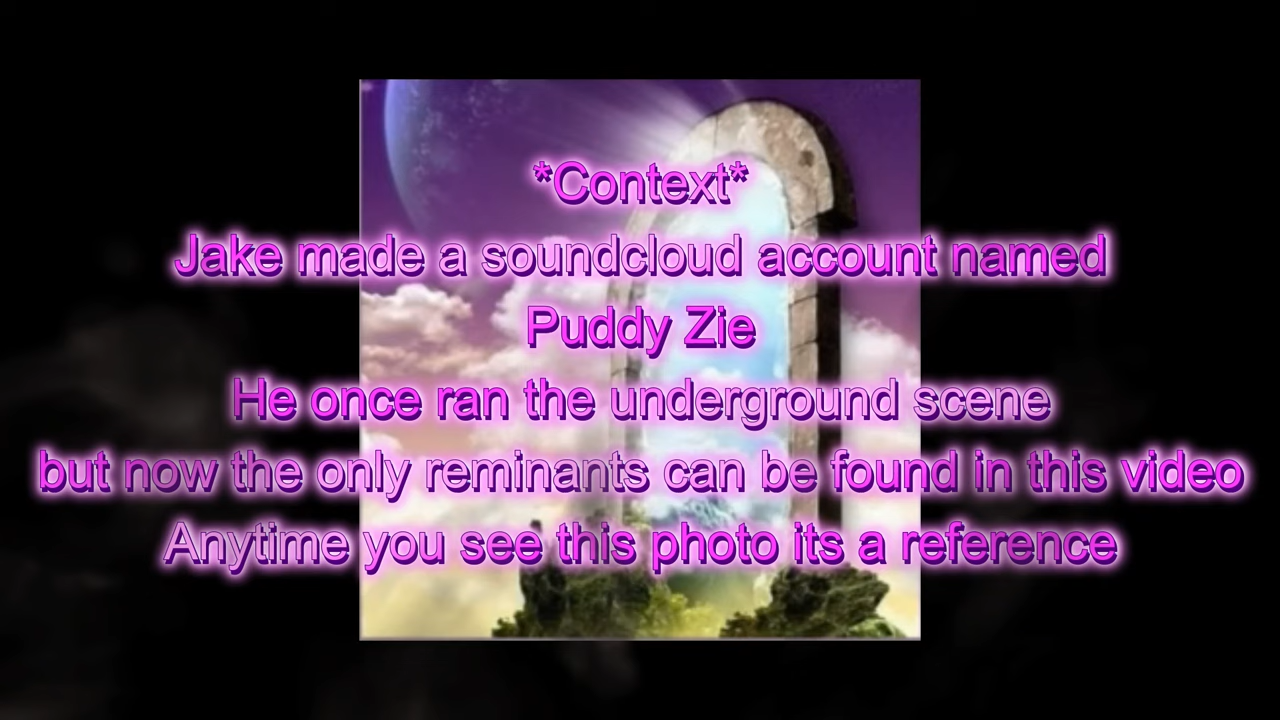 *Context*
Jake made a soundcloud account named
Puddy Zie
He once ran the underground scene
but now the only reminants can be found in this video
Anytime you see this photo its a reference